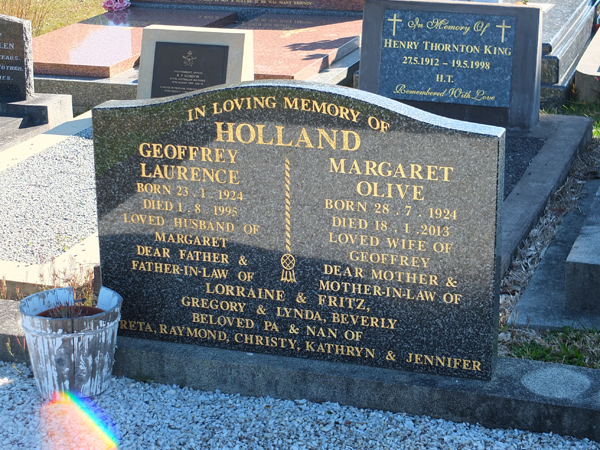 IN LOVING MEMORY OF
HOLLAND
GEOFFREY
LAURENCE
BORN 23.1.1924
DIED 1.8.1995
LOVED HUSBAND OF
MARGARET
DEAR FATHER &
FATHER-IN-LAW OF
MARGARET
OLIVE
BORN 28.7.1924
DIED 18.1.2013
LOVED WIFE OF
GEOFFREY
DEAR MOTHER &
MOTHER-IN-LAW OF
LORRAINE & FRITZ,
GREGORY & LYNDA, BEVERLY
BELOVED PA & NAN OF
RETA, RAYMOND, CHRISTY, KATHRYN & JENNIFER
In Memory Of
HENRY THORNTON KING
27.5.1912 - 19.5.1998
H.T.
Remembered With Love